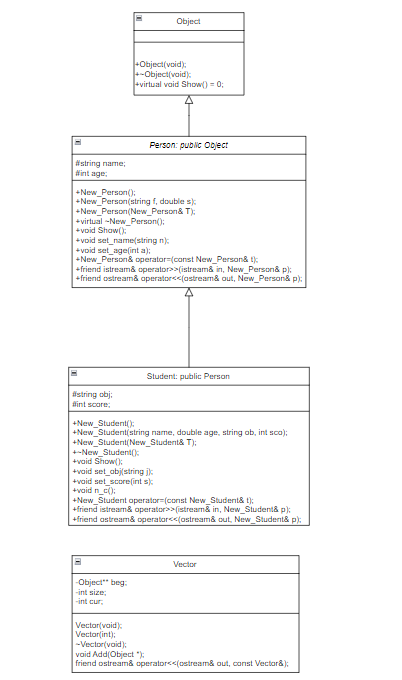 Object
+Object(void);
+~Object(void);
+virtual void Show() = 0;
Person: public Object
#string name;
#int age;
+New_Person();
+New_Person(string f, double s);
+New_Person(New_Person& T);
+virtual ~New_Person();
+void Show();
+void set_name(string n);
+void set_age(int a);
+New_Person& operator=(const New_Person& t);
+friend istream& operator>>(istream& in, New_Person& p);
+friend ostream& operator<<(ostream& out, New_Person& p);
Student: public Person
#string obj;
#int score;
+New_Student();
+New_Student(string name, double age, string ob, int sco);
+New_Student(New_Student& T);
+~New_Student();
+void Show();
+void set_obj(string j);
+void set_score(int s);
+void n_c();
+New_Student operator=(const New_Student& t);
+friend istream& operator>>(istream& in, New_Student& p);
+friend ostream& operator<<(ostream& out, New_Student& p);
Vector
-Object** beg;
-int size;
-int cur;
Vector(void);
Vector(int);
~Vector(void);
void Add(Object *);
friend ostream& operator<<(ostream& out, const Vector&);